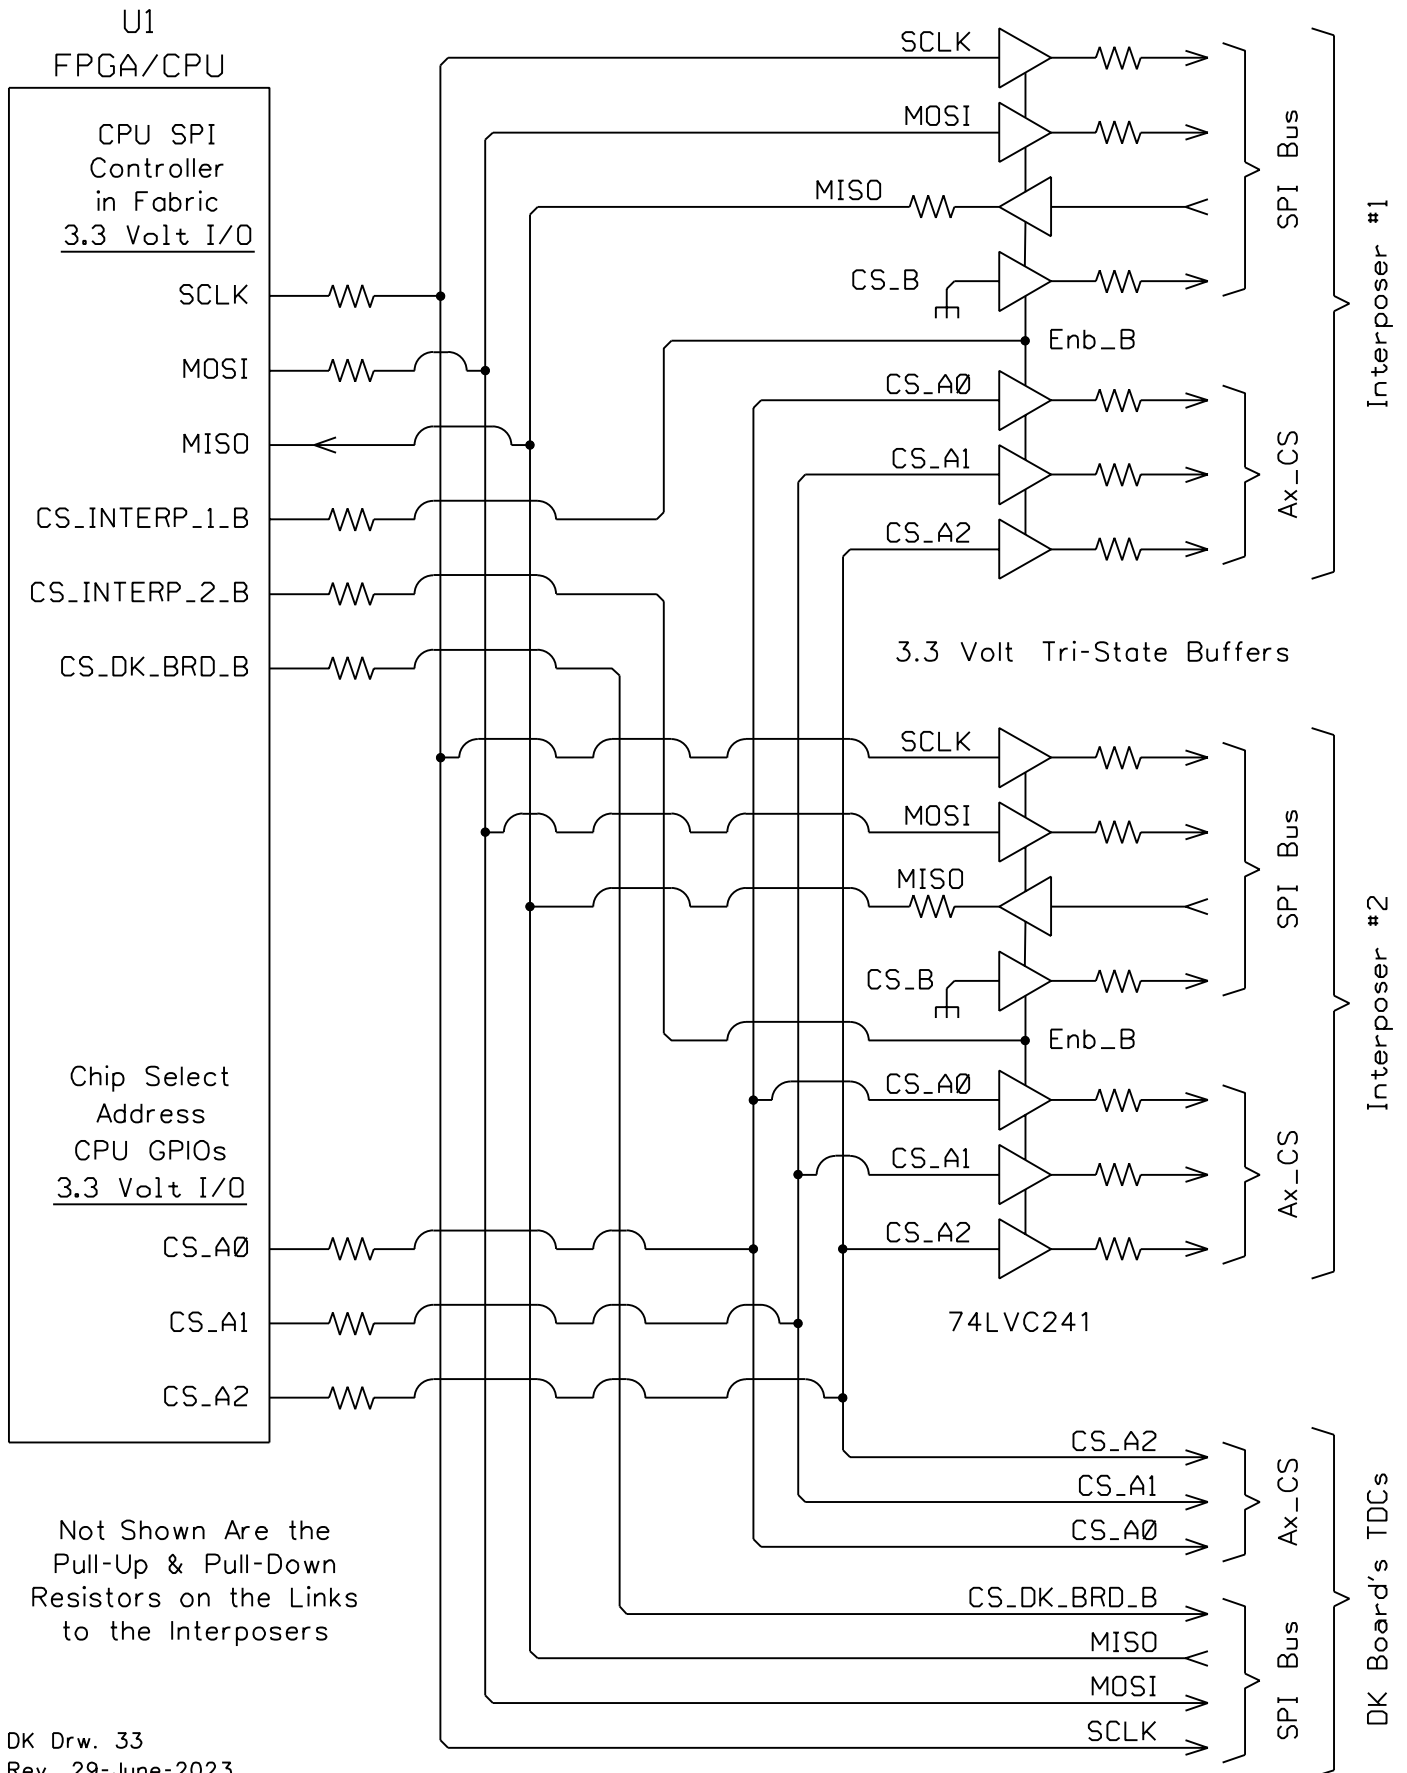 U1
FPGA/CPU
CPU SPI
Controller
in Fabric
3.3 Volt I/O
SCLK
MOSI
MISO
CS_INTERP_1_B
CS_INTERP_2_B
CS_DK_BRD_B
Chip Select
Address
CPU GPIOs
3.3 Volt I/O
CS_AØ
CS_A1
CS_A2
SCLK
MOSI
MISO
CS_B
Enb_B
CS_AØ
CS_A1
CS_A2
SPI Bus
Ax_CS
Interposer #1
3.3 Volt Tri-State Buffers
SCLK
MOSI
MISO
CS_B
Enb_B
CS_AØ
CS_A1
CS_A2
SPI Bus
Ax_CS
Interposer #2
74LVC241
CS_A2
CS_A1
CS_AØ
CS_DK_BRD_B
MISO
MOSI
SCLK
Ax_CS
SPI Bus
DK Board's TDCs
Not Shown Are the
Pull-Up & Pull-Down
Resistors on the Links
to the Interposers
DK Drw. 33
Rev. 29-June-2023